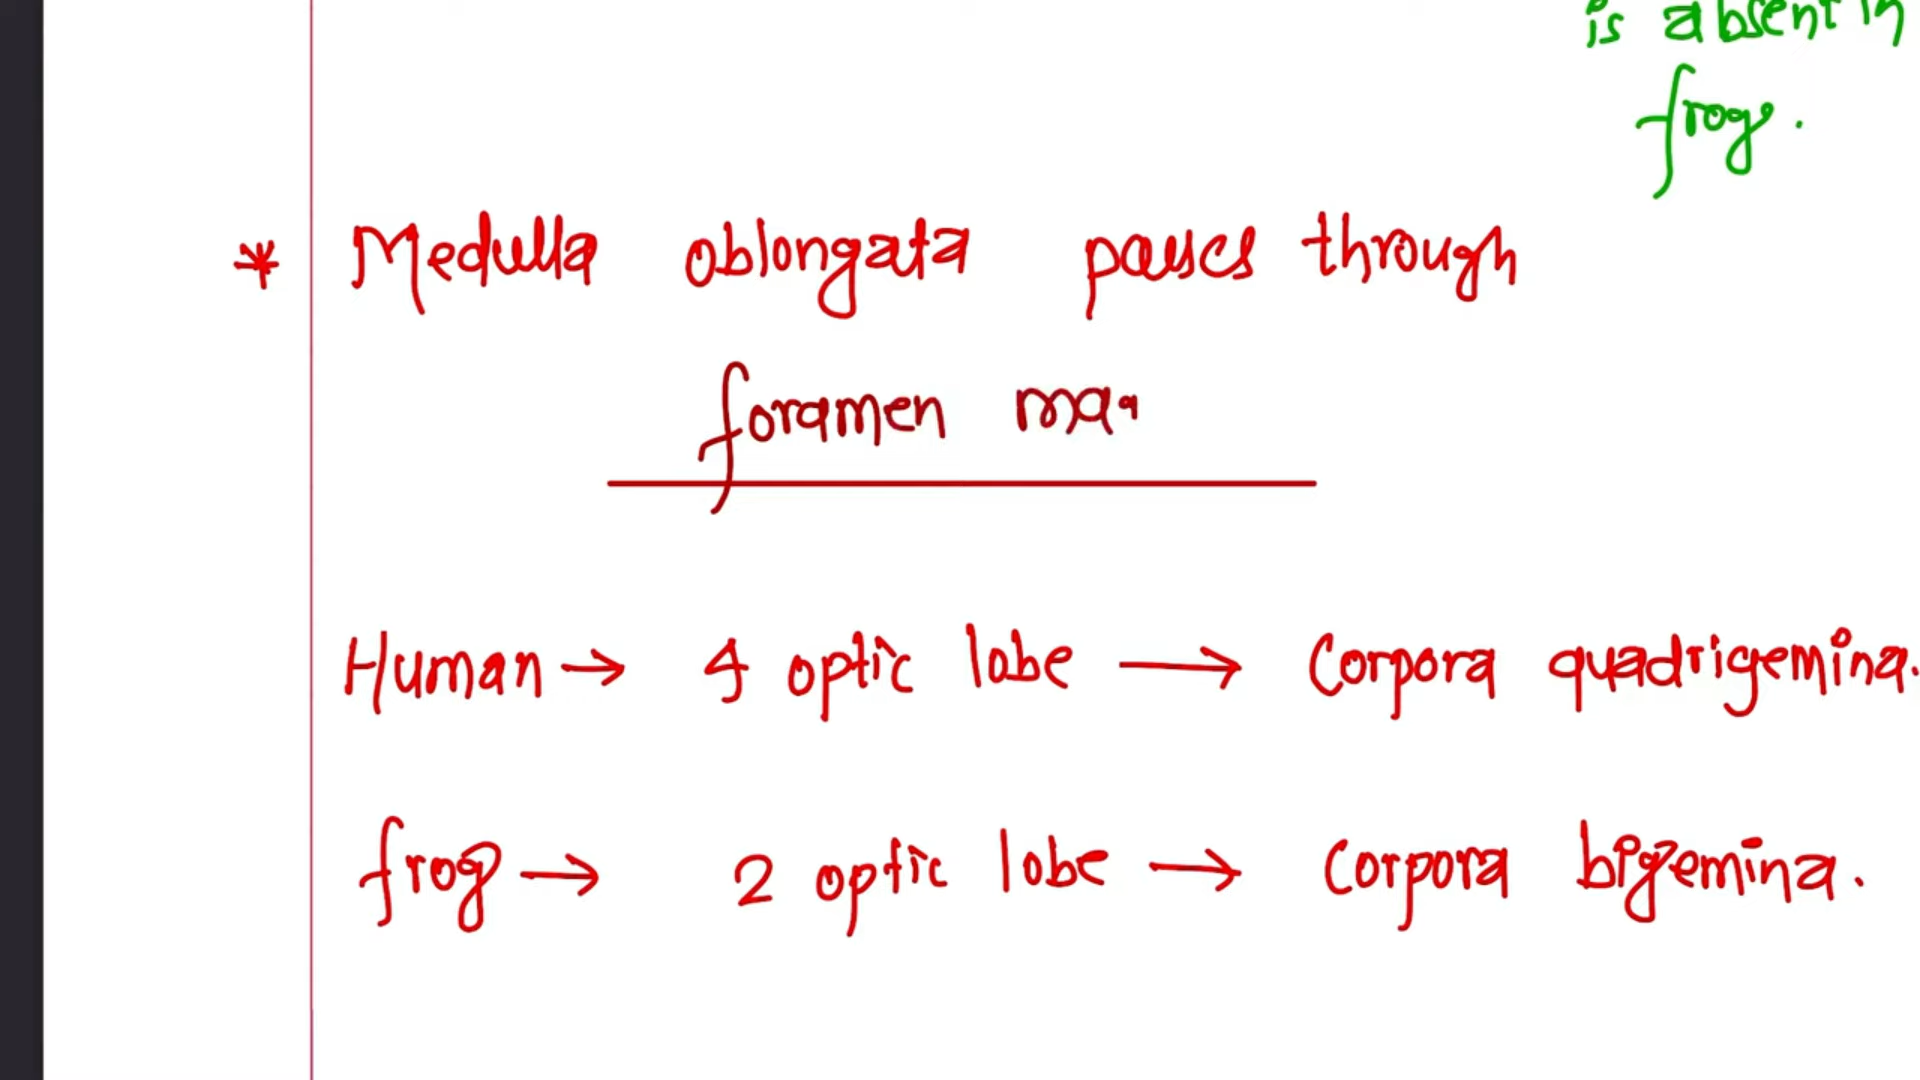 is absent in
frog.
* Medulla oblongata passes through
foramen ma
Human → 4 optic lobe → Corpora quadrigemina.
frog → 2 optic lobe → Corpora bigemina.